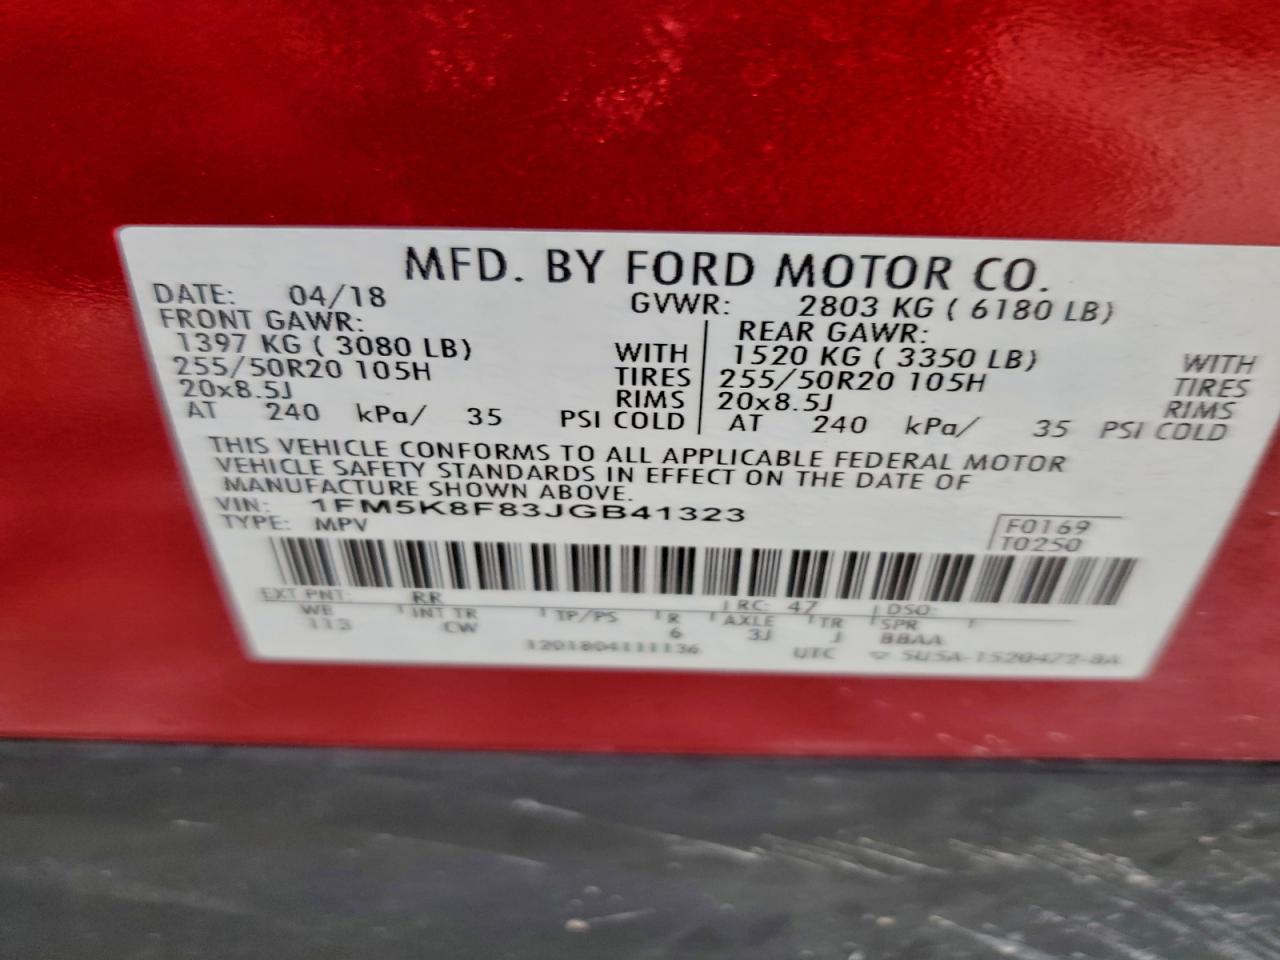 MFD. BY FORD MOTOR CO.
DATE: 04/18 GVWR: 2803 KG ( 6180 LB)
FRONT GAWR: REAR GAWR:
1397 KG ( 3080 LB) WITH 1520 KG ( 3350 LB) WITH
255/50R20 105H TIRES 255/50R20 105H TIRES
20x8.5J RIMS 20x8.5J RIMS
AT 240 kPa/ 35 PSI COLD AT 240 kPa/ 35 PSI COLD
THIS VEHICLE CONFORMS TO ALL APPLICABLE FEDERAL MOTOR
VEHICLE SAFETY STANDARDS IN EFFECT ON THE DATE OF
MANUFACTURE SHOWN ABOVE.
VIN: 1FM5K8F83JGB41323
TYPE: MPV F0169
T0250
EXT PNT: RR RC: 47 DSO:
WB INT TR TP/PS R AXLE TR SPR
113 CW 6 3J J BBAA
1201804111136 UTC 5U5A-1520472-BA